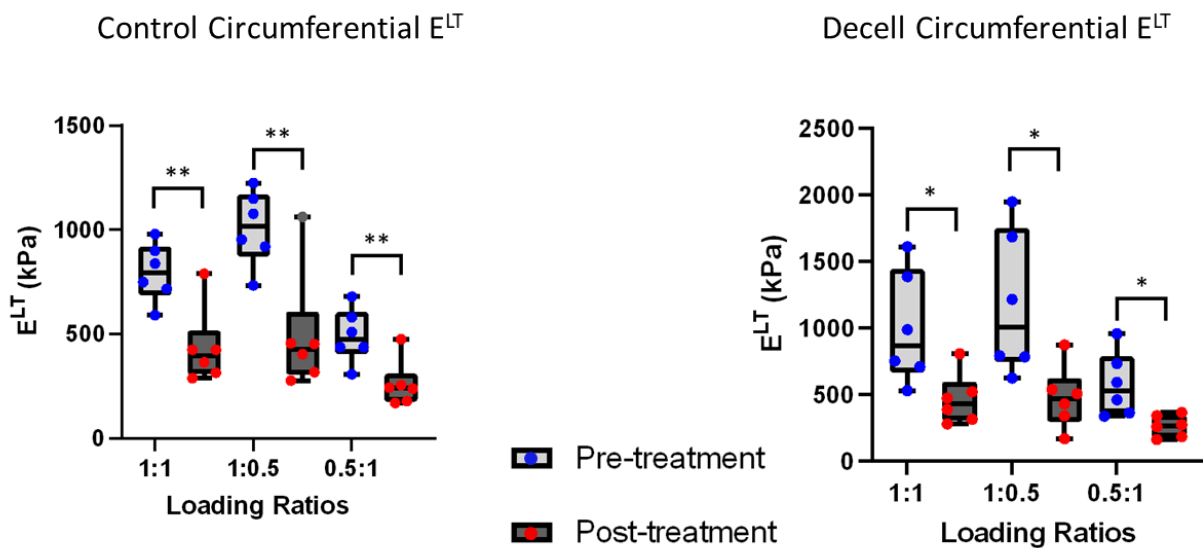 Control Circumferential E^LT
Decell Circumferential E^LT
E^LT (kPa)
1500
1000
500
0
**
**
**
1:1
1:0.5
0.5:1
Loading Ratios
Pre-treatment
Post-treatment
E^LT (kPa)
2500
2000
1500
1000
500
0
*
*
*
1:1
1:0.5
0.5:1
Loading Ratios